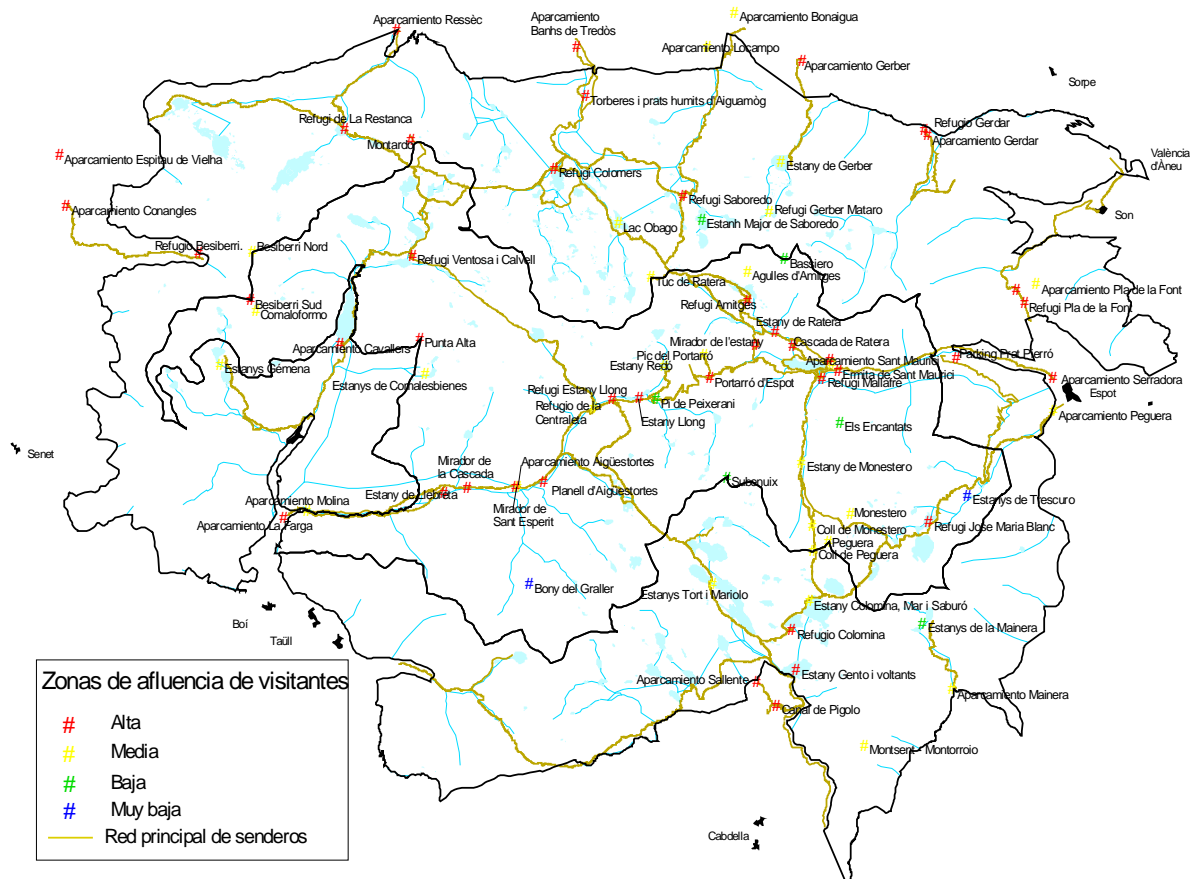 Aparcamiento Ressèc
Aparcamiento
Banhs de Tredòs
Aparcamiento Bonaigua
Aparcamiento Locampo
Aparcamiento Gerber
Sorpe
Torberes i prats humits d'Aiguamòg
Refugi de La Restanca
Montardo
Refugio Gerdar
Aparcamiento Gerdar
València
d'Àneu
Aparcamiento Espitau de Vielha
Estany de Gerber
Refugi Colomers
Refugi Saboredo
Aparcamiento Conangles
Refugi Gerber Mataro
Estanh Major de Saboredo
Son
Lac Obago
Refugio Besiberri.
Besiberri Nord
Refugi Ventosa i Calvell
Bassiero
Agulles d'Amitges
Tuc de Ratera
Aparcamiento Pla de la Font
Refugi Pla de la Font
Refugi Amitges
Besiberri Sud
Comaloformo
Estany de Ratera
Punta Alta
Mirador de l'estany
Cascada de Ratera
Aparcamiento Cavallers
Pic del Portarró
Estany Redó
Aparcamiento Sant Maurici
Parking Prat Pierró
Estanys Gémena
Estanys de Comalesbienes
Ermita de Sant Maurici
Refugi Mallafré
Portarró d'Espot
Aparcamiento Serradora
Espot
Refugi Estany Llong
Refugio de la
Centraleta
Pi de Peixerani
Estany Llong
Aparcamiento Peguera
Els Encantats
Senet
Mirador de
la Cascada
Aparcamiento Aigüestortes
Estany de Monestero
Subenuix
Planell d'Aigüestortes
Estany de Llebreta
Mirador de
Sant Esperit
Estanys de Trescuro
Aparcamiento Molina
Aparcamiento La Farga
Monestero
Refugi Jose Maria Blanc
Coll de Monestero
Peguera
Coll de Peguera
Bony del Graller
Estanys Tort i Mariolo
Estany Colomina, Mar i Saburó
Boí
Taüll
Refugio Colomina
Estanys de la Mainera
Estany Gento i voltants
Aparcamiento Sallente
Aparcamiento Mainera
Canal de Pigolo
Montsent - Montorroio
Cabdella
Zonas de afluencia de visitantes
# Alta
# Media
# Baja
# Muy baja
Red principal de senderos